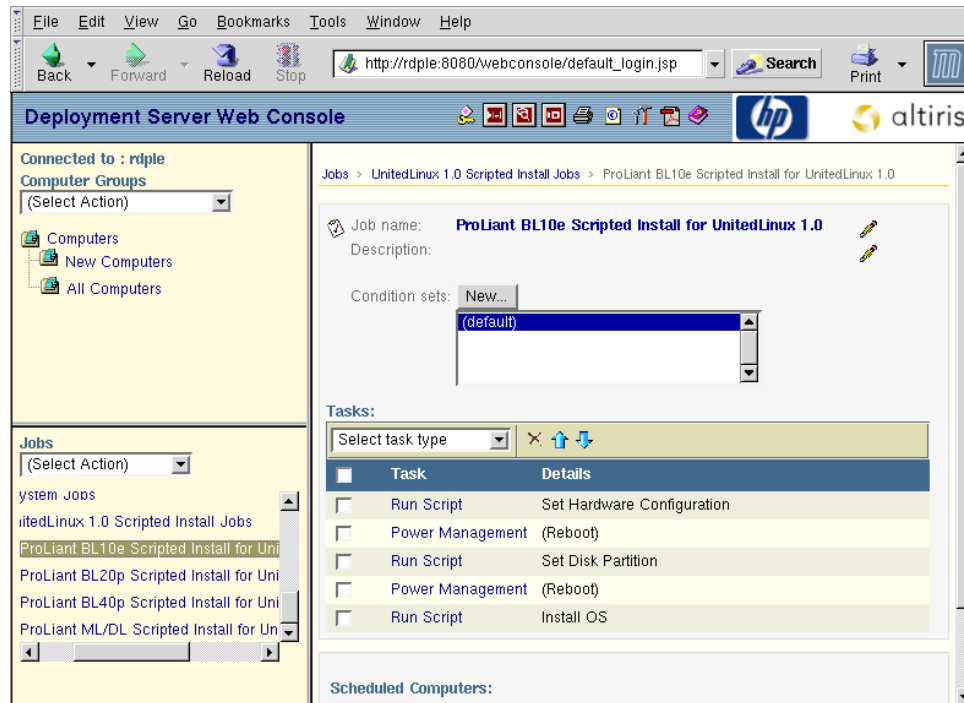 File Edit View Go Bookmarks Tools Window Help
Back Forward Reload Stop http://rdple:8080/webconsole/default_login.jsp Search Print
Deployment Server Web Console hp altiris
Connected to : rdple
Computer Groups
(Select Action)
Computers
New Computers
All Computers
Jobs
(Select Action)
ystem Jobs
nitedLinux 1.0 Scripted Install Jobs
ProLiant BL10e Scripted Install for Uni
ProLiant BL20p Scripted Install for Uni
ProLiant BL40p Scripted Install for Uni
ProLiant ML/DL Scripted Install for Un
Jobs > UnitedLinux 1.0 Scripted Install Jobs > ProLiant BL10e Scripted Install for UnitedLinux 1.0
Job name: ProLiant BL10e Scripted Install for UnitedLinux 1.0
Description:
Condition sets: New...
(default)
Tasks:
Select task type
Task Details
Run Script Set Hardware Configuration
Power Management (Reboot)
Run Script Set Disk Partition
Power Management (Reboot)
Run Script Install OS
Scheduled Computers: